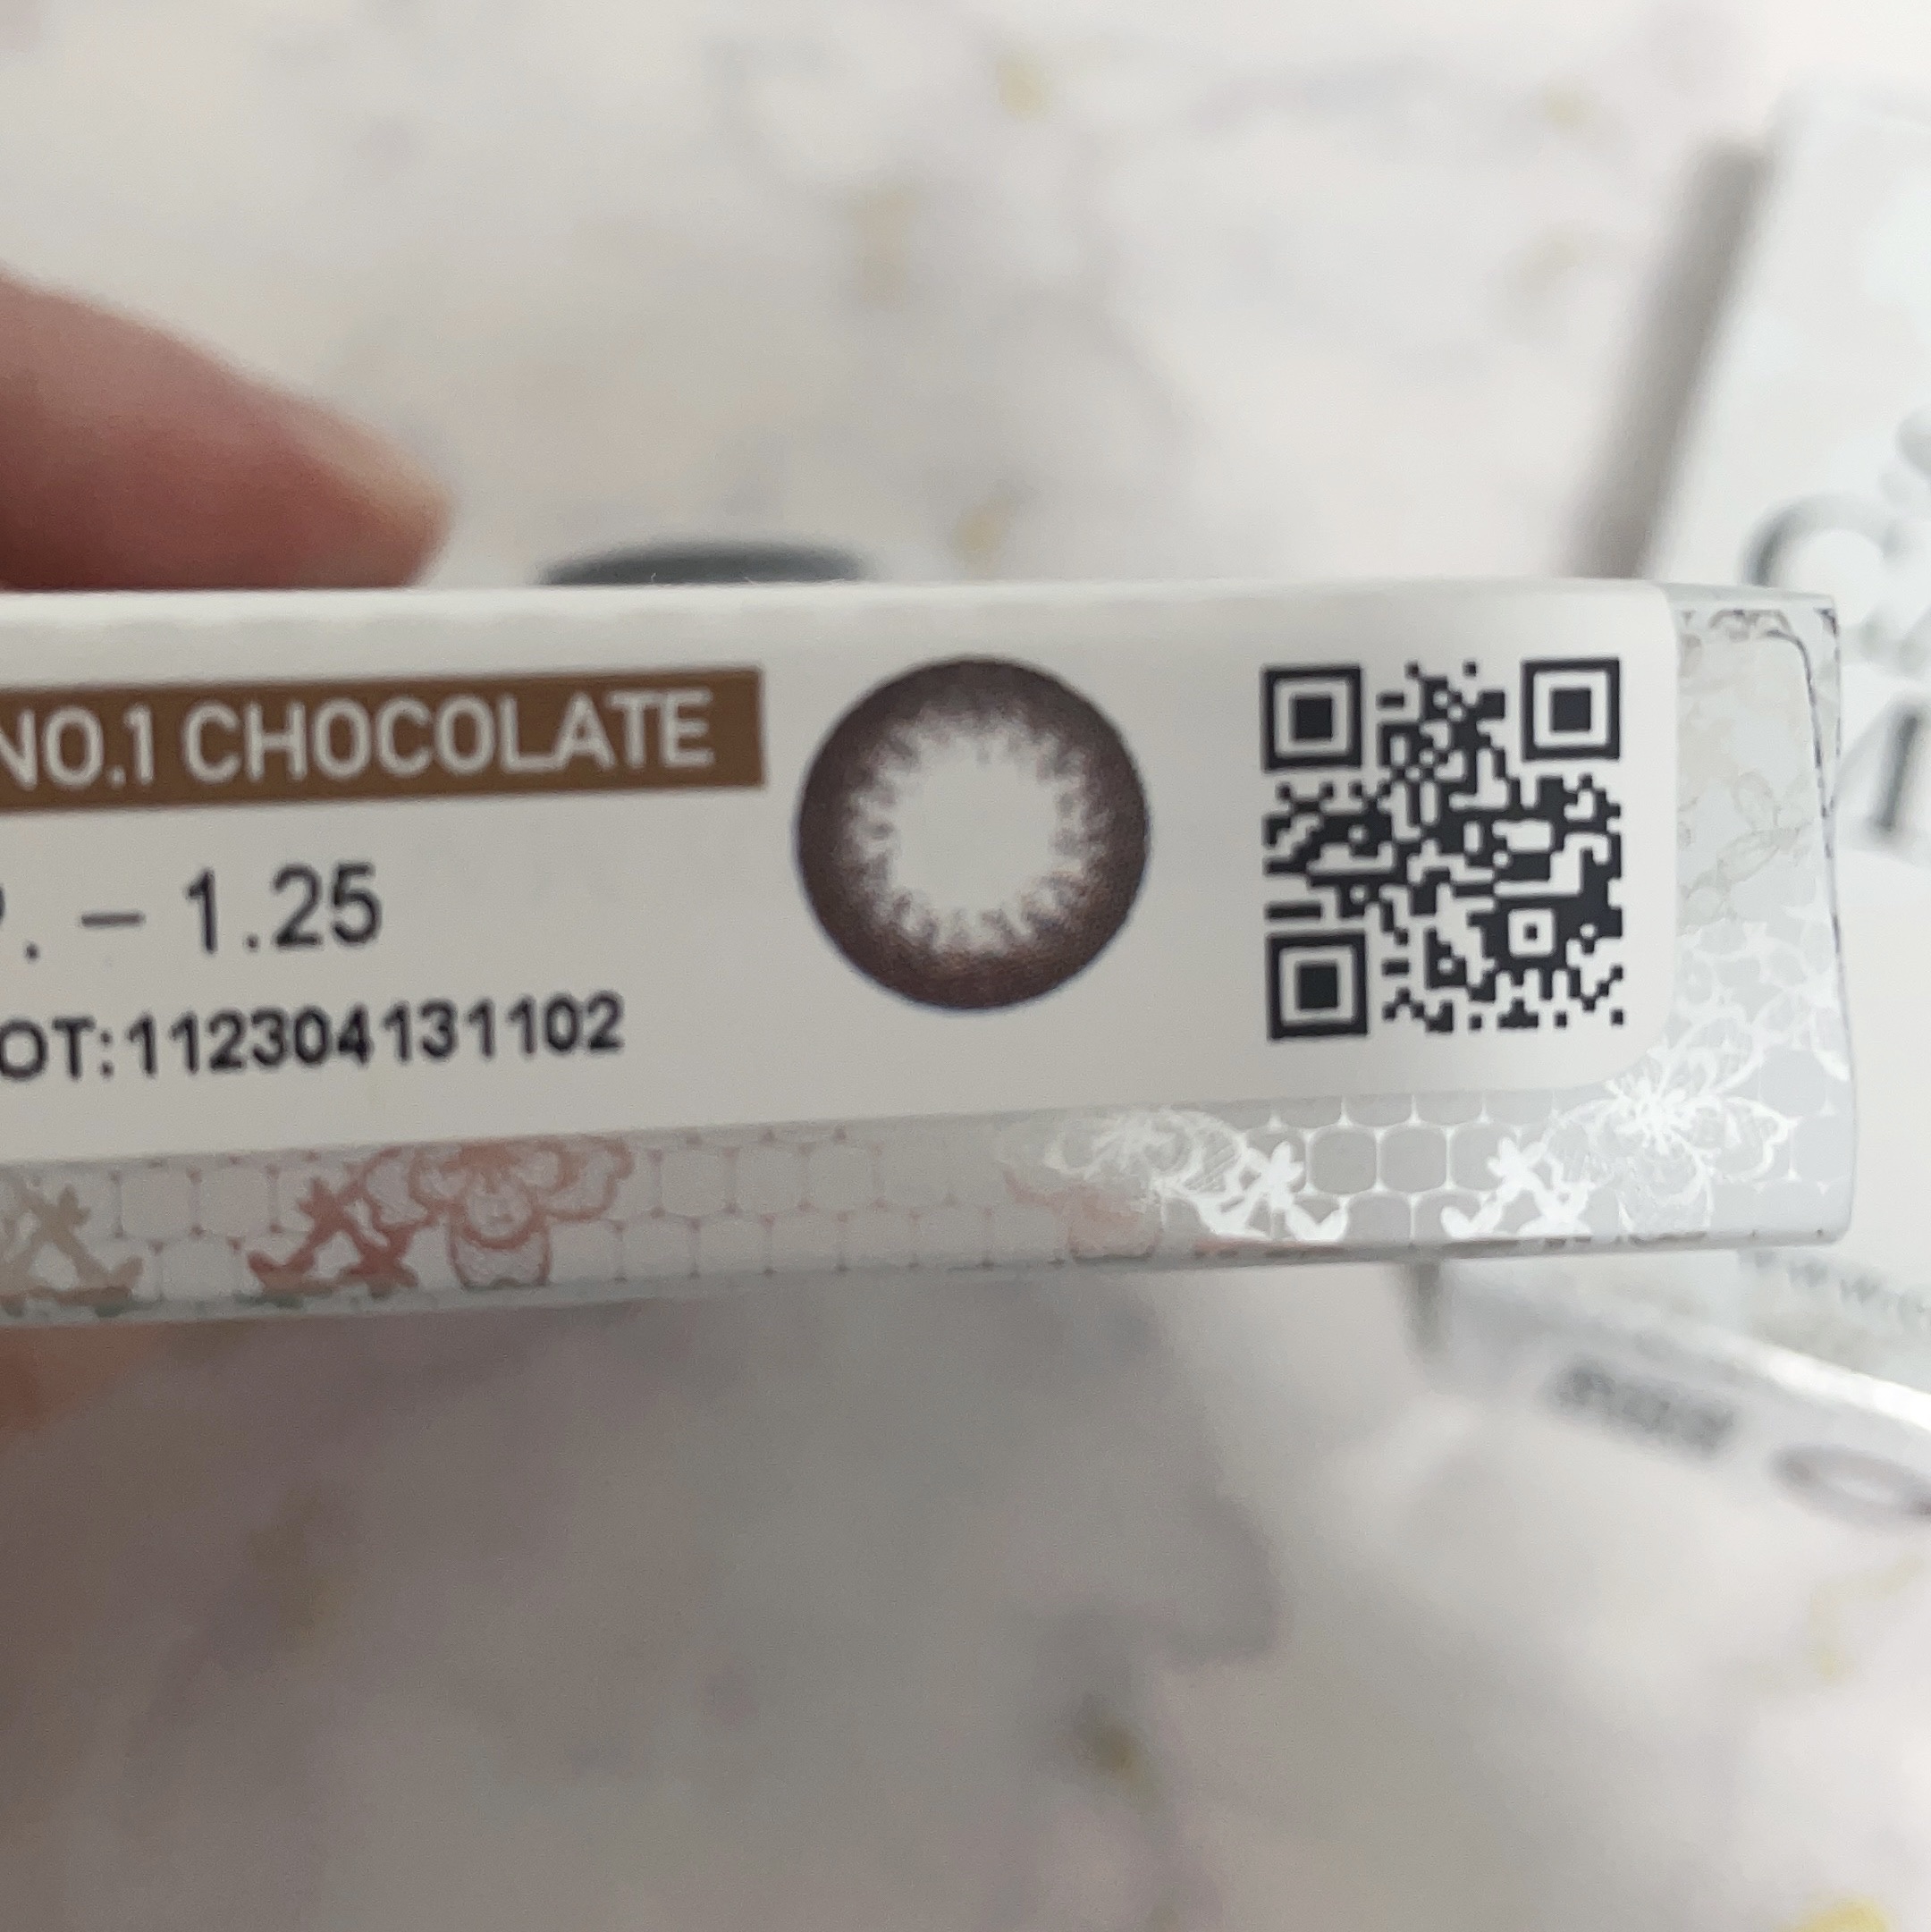 NO.1 CHOCOLATE
. – 1.25
OT:112304131102